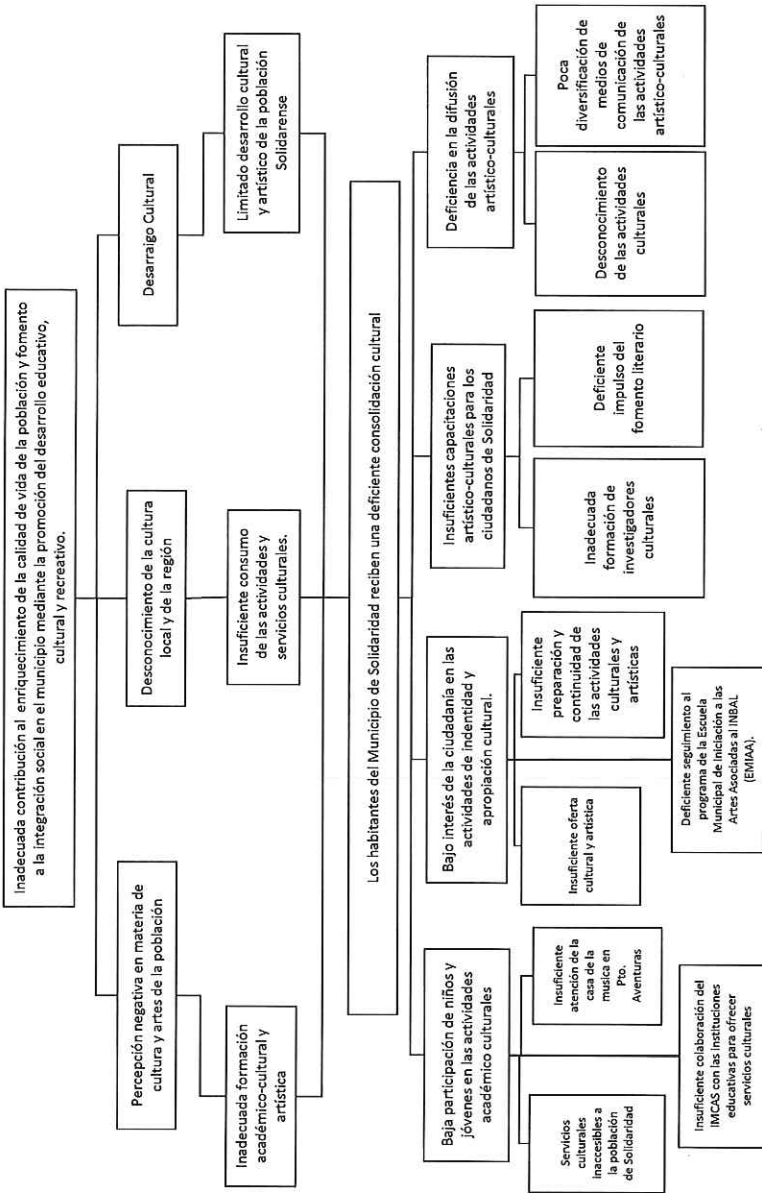 Inadecuada contribución al enriquecimiento de la calidad de vida de la población y fomento
a la integración social en el municipio mediante la promoción del desarrollo educativo,
cultural y recreativo.
Percepción negativa en materia de
cultura y artes de la población
Desconocimiento de la cultura
local y de la región
Desarraigo Cultural
Inadecuada formación
académico-cultural y
artística
Insuficiente consumo
de las actividades y
servicios culturales.
Limitado desarrollo cultural
y artístico de la población
Solidarense
Los habitantes del Municipio de Solidaridad reciben una deficiente consolidación cultural
Baja participación de niños y
jóvenes en las actividades
académico culturales
Bajo interés de la ciudadanía en las
actividades de indentidad y
apropiación cultural.
Insuficientes capacitaciones
artístico-culturales para los
ciudadanos de Solidaridad
Deficiencia en la difusión
de las actividades
artístico-culturales
Servicios
culturales
inaccesibles a
la población
de Solidaridad
Insuficiente
atención de la
casa de la
musica en
Pto.
Aventuras
Insuficiente colaboración del
IMCAS con las instituciones
educativas para ofrecer
servicios culturales
Insuficiente oferta
cultural y artística
Insuficiente
preparación y
continuidad de
las actividades
culturales y
artísticas
Deficiente seguimiento al
programa de la Escuela
Municipal de Iniciación a las
Artes Asociadas al INBAL
(EMIAA).
Inadecuada
formación de
investigadores
culturales
Deficiente
impulso del
fomento literario
Desconocimiento
de las actividades
culturales
Poca
diversificación de
medios de
comunicación de
las actividades
artístico-culturales